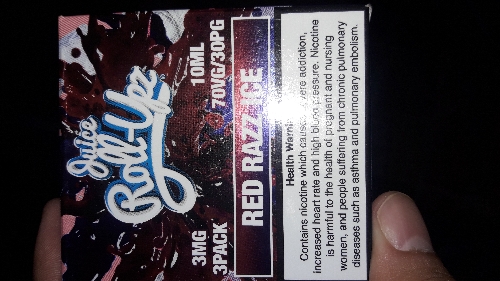 Juice
Roll-Upz
3MG
3PACK
10ML
70VG/30PG
RED RAZZ ICE
Health Warning
Contains nicotine which causes severe addiction,
increased heart rate and high blood pressure. Nicotine
is harmful to the health of pregnant and nursing
women, and people suffering from chronic pulmonary
diseases such as asthma and pulmonary embolism.